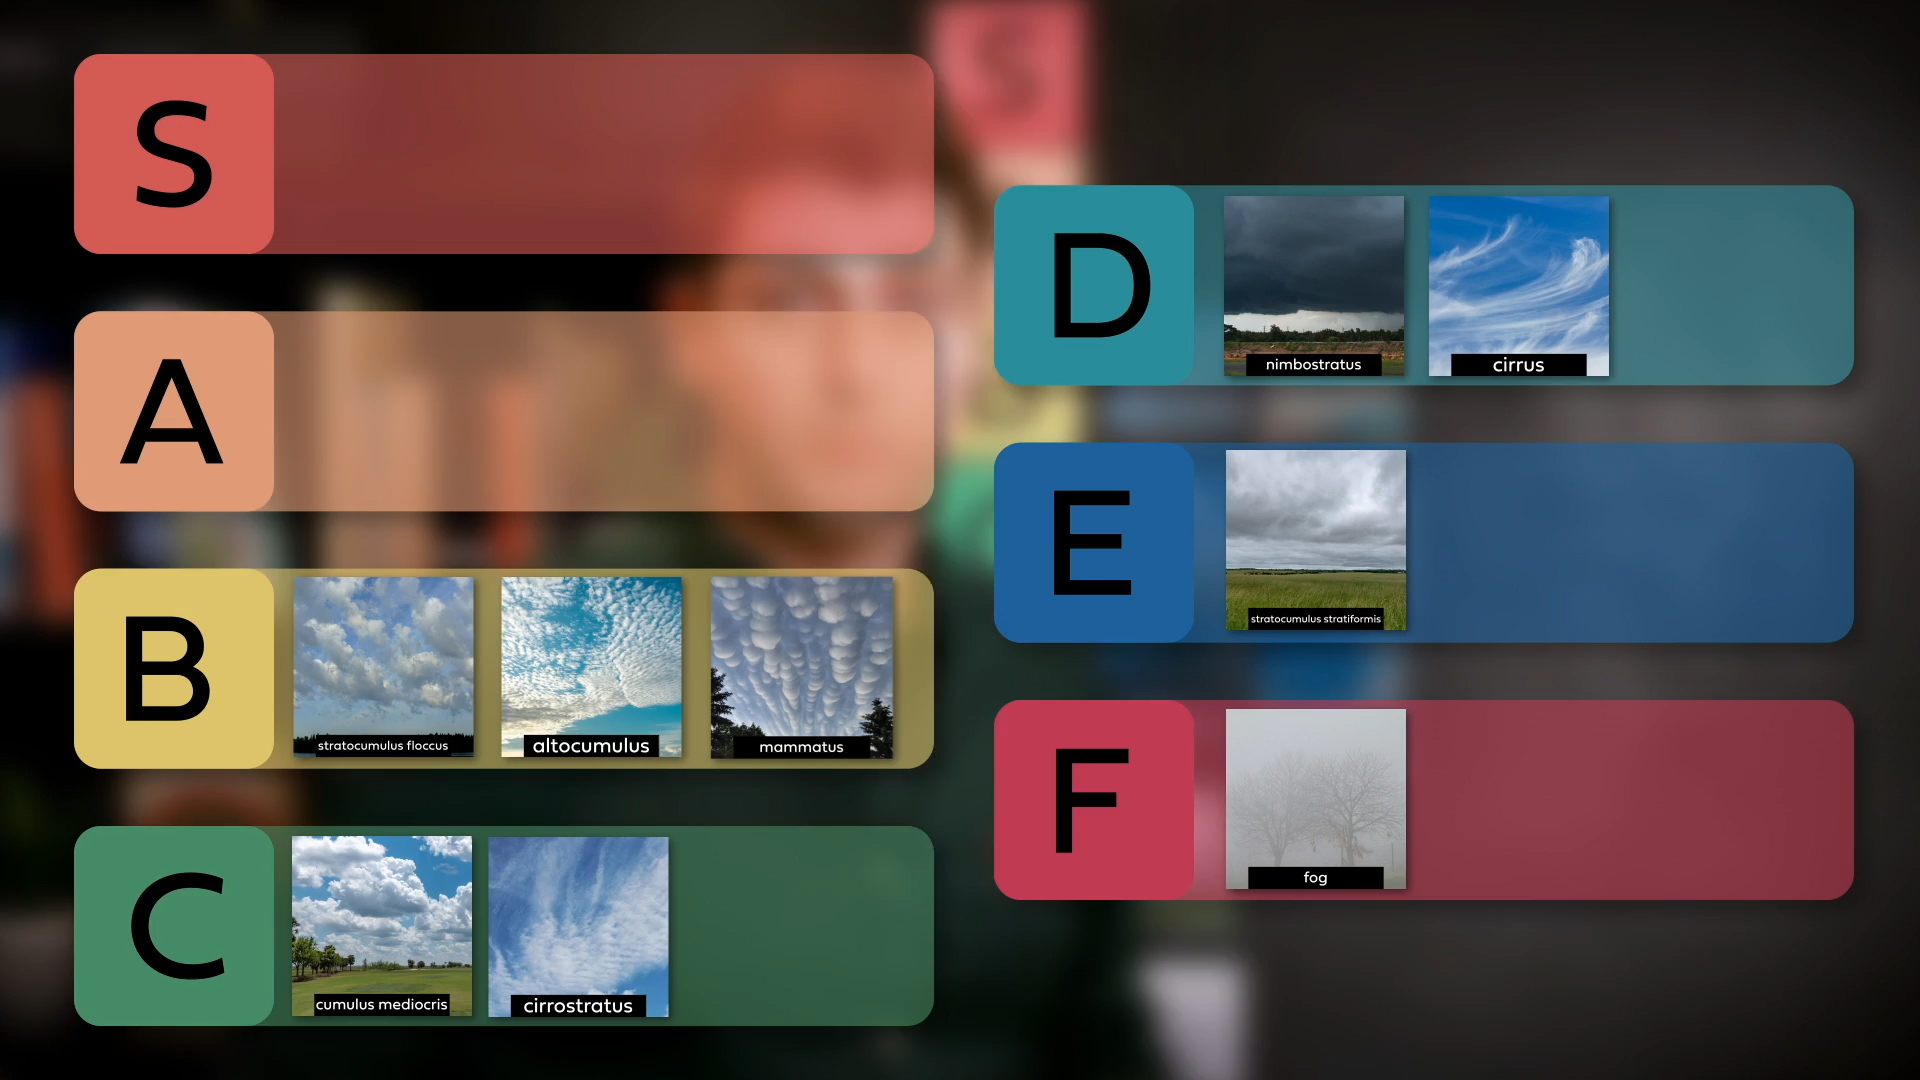 S
A
B
stratocumulus floccus
altocumulus
mammatus
C
cumulus mediocris
cirrostratus
D
nimbostratus
cirrus
E
stratocumulus stratiformis
F
fog